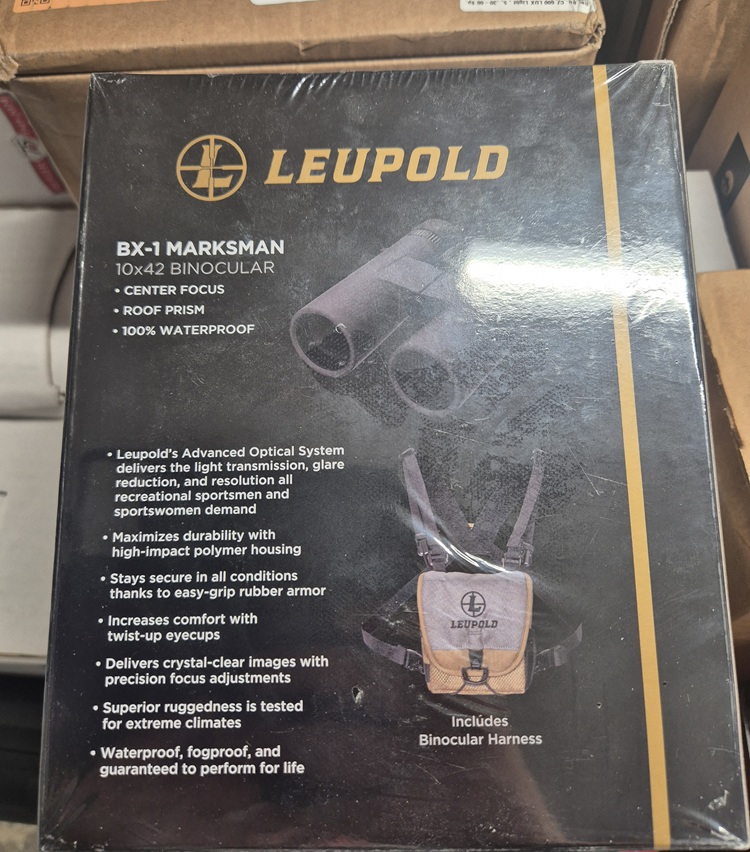 LEUPOLD
BX-1 MARKSMAN
10x42 BINOCULAR
• CENTER FOCUS
• ROOF PRISM
• 100% WATERPROOF
• Leupold's Advanced Optical System
delivers the light transmission, glare
reduction, and resolution all
recreational sportsmen and
sportswomen demand
• Maximizes durability with
high-impact polymer housing
• Stays secure in all conditions
thanks to easy-grip rubber armor
• Increases comfort with
twist-up eyecups
• Delivers crystal-clear images with
precision focus adjustments
• Superior ruggedness is tested
for extreme climates
• Waterproof, fogproof, and
guaranteed to perform for life
LEUPOLD
Includes
Binocular Harness